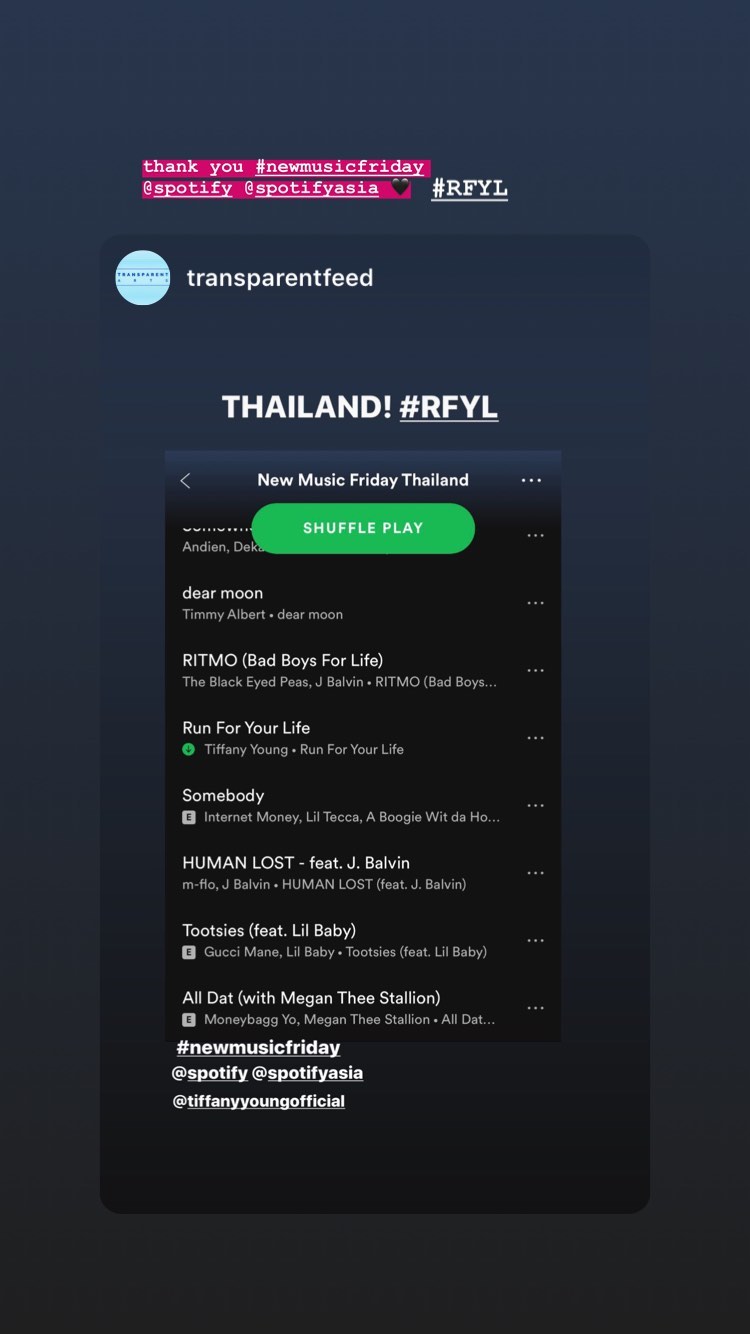 thank you #newmusicfriday
@spotify @spotifyasia 🖤 #RFYL
TRANSPARENT
ARTS
transparentfeed
THAILAND! #RFYL
New Music Friday Thailand
SHUFFLE PLAY
Andien,
dear moon
Timmy Albert • dear moon
RITMO (Bad Boys For Life)
The Black Eyed Peas, J Balvin • RITMO (Bad Boys...
Run For Your Life
Tiffany Young • Run For Your Life
Somebody
E Internet Money, Lil Tecca, A Boogie Wit da Ho...
HUMAN LOST - feat. J. Balvin
m-flo, J Balvin • HUMAN LOST (feat. J. Balvin)
Tootsies (feat. Lil Baby)
E Gucci Mane, Lil Baby • Tootsies (feat. Lil Baby)
All Dat (with Megan Thee Stallion)
E Moneybagg Yo, Megan Thee Stallion • All Dat...
#newmusicfriday
@spotify @spotifyasia
@tiffanyyoungofficial